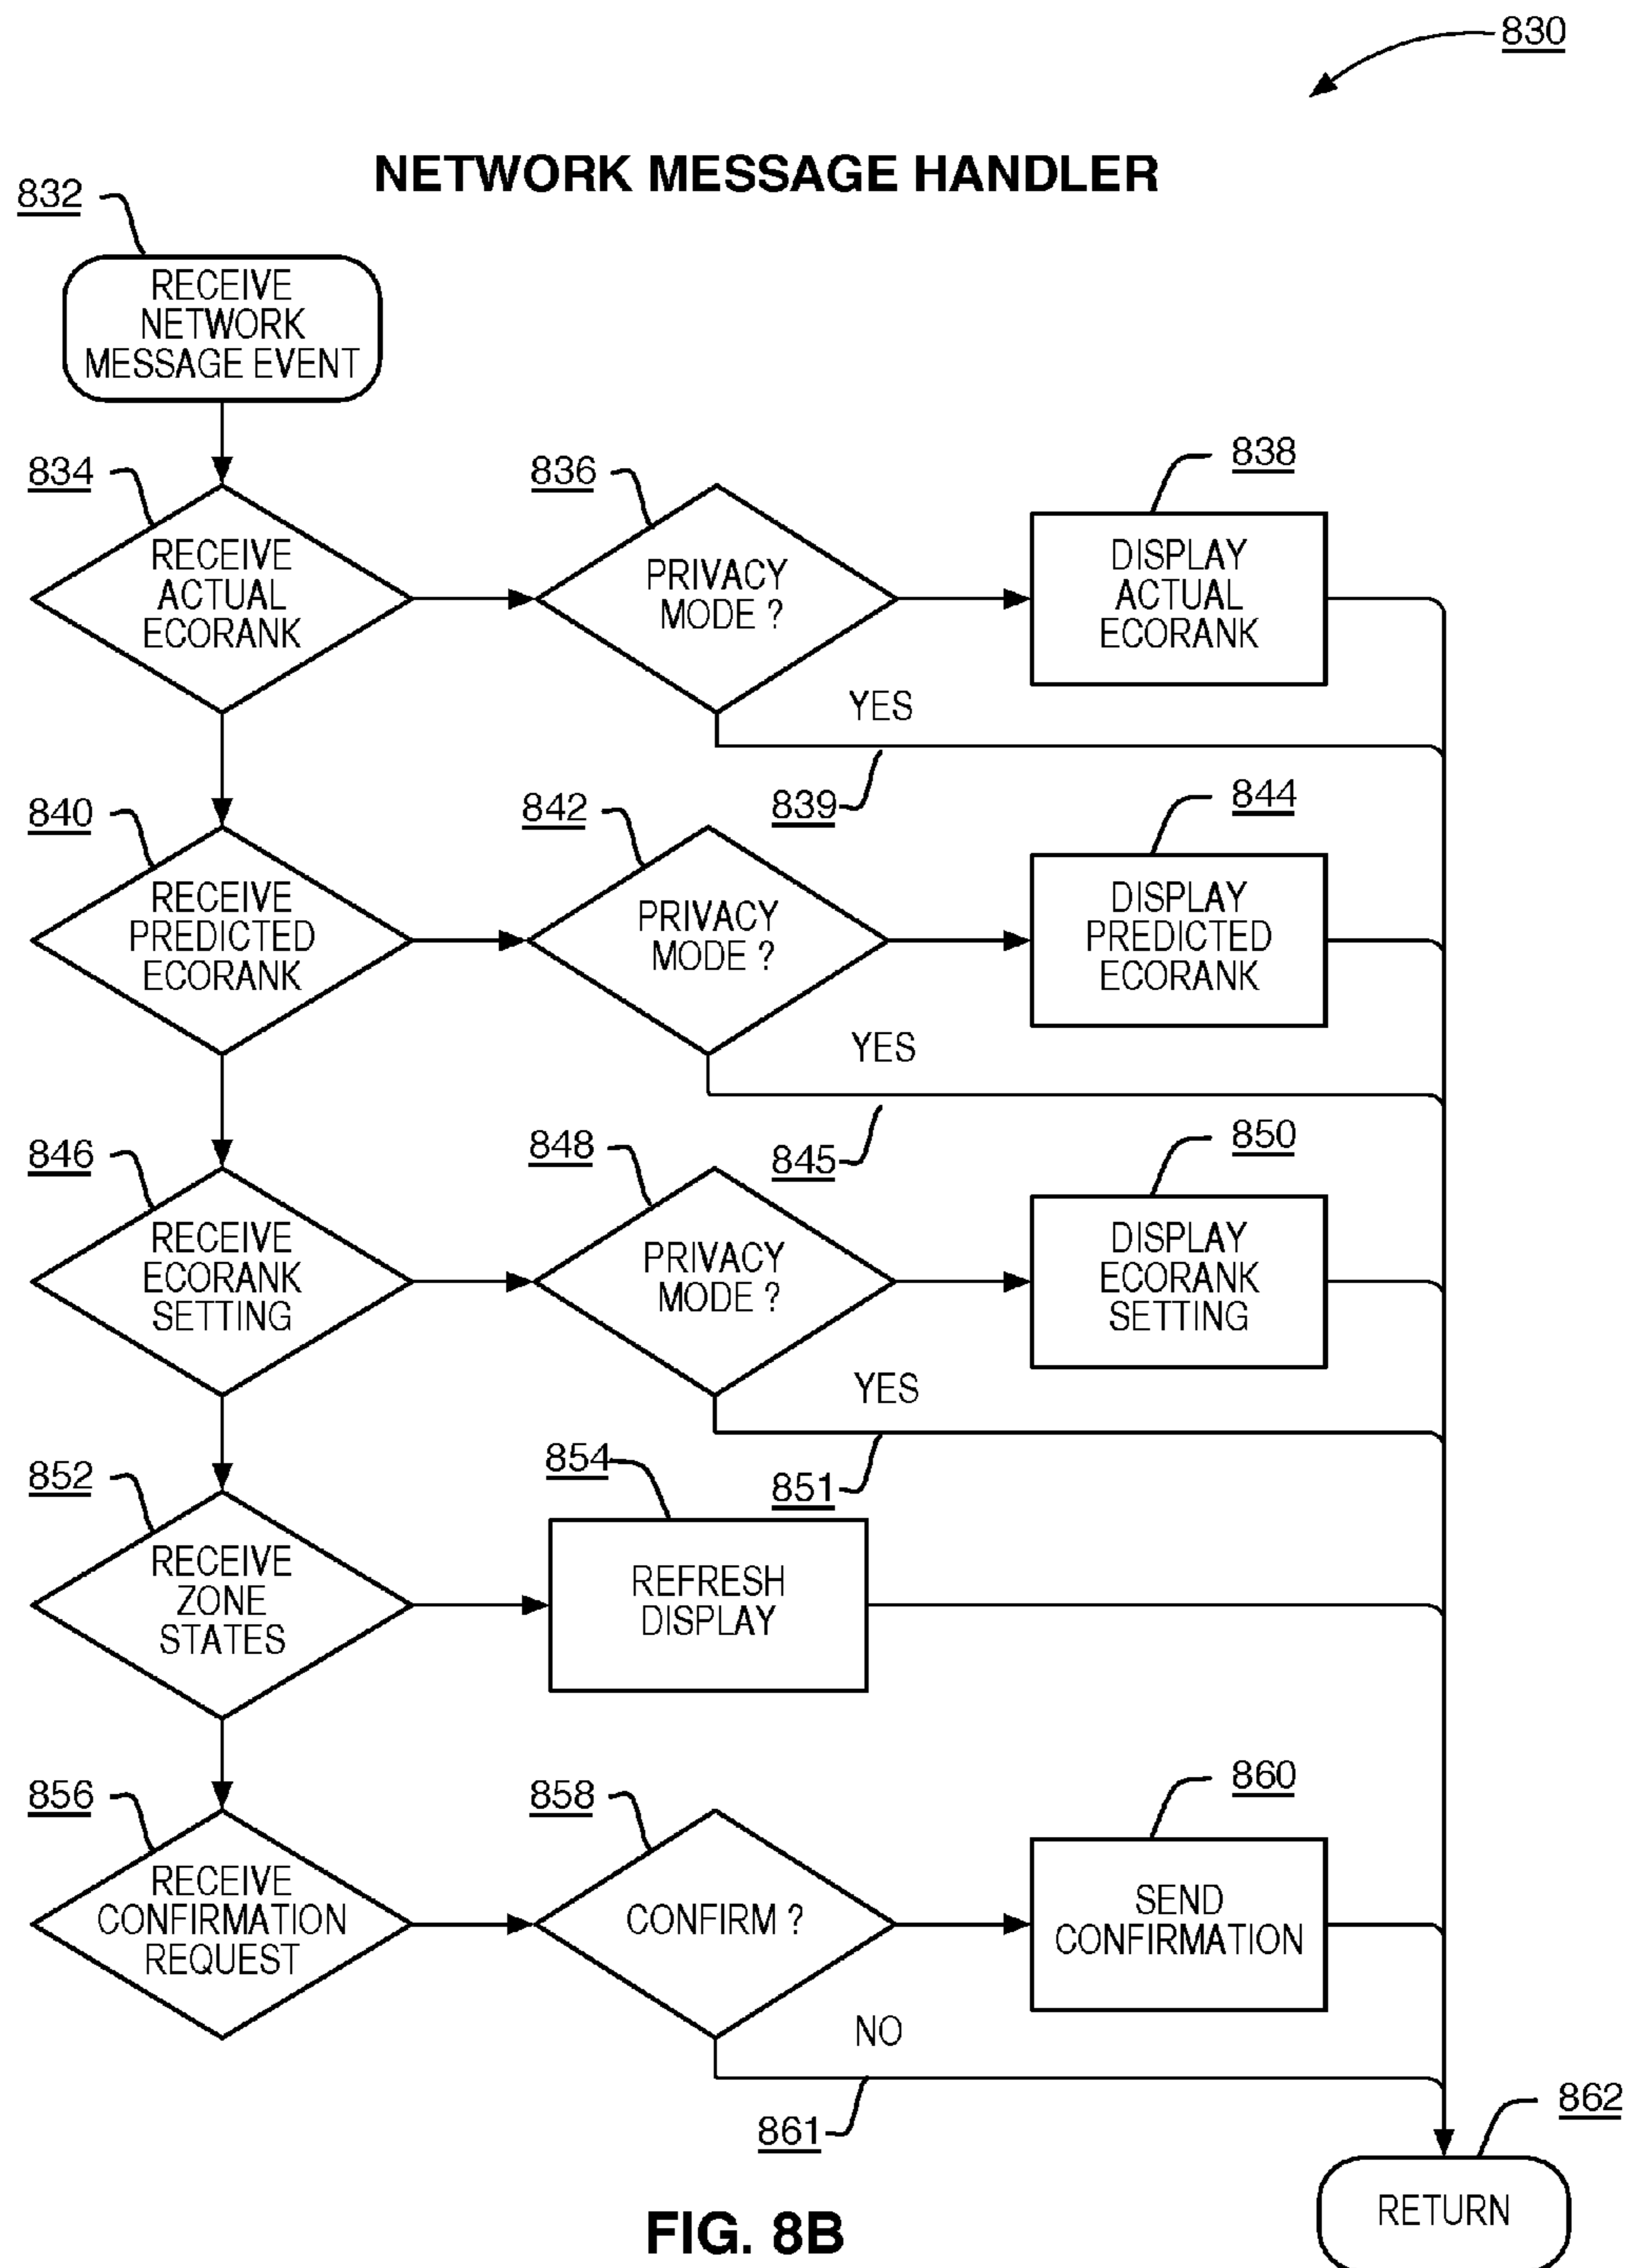 830
NETWORK MESSAGE HANDLER
832
RECEIVE
NETWORK
MESSAGE EVENT
834
RECEIVE
ACTUAL
ECORANK
836
PRIVACY
MODE ?
838
DISPLAY
ACTUAL
ECORANK
YES
839
840
RECEIVE
PREDICTED
ECORANK
842
PRIVACY
MODE ?
844
DISPLAY
PREDICTED
ECORANK
YES
845
846
RECEIVE
ECORANK
SETTING
848
PRIVACY
MODE ?
850
DISPLAY
ECORANK
SETTING
YES
851
852
RECEIVE
ZONE
STATES
854
REFRESH
DISPLAY
856
RECEIVE
CONFIRMATION
REQUEST
858
CONFIRM ?
860
SEND
CONFIRMATION
NO
861
862
RETURN
FIG. 8B